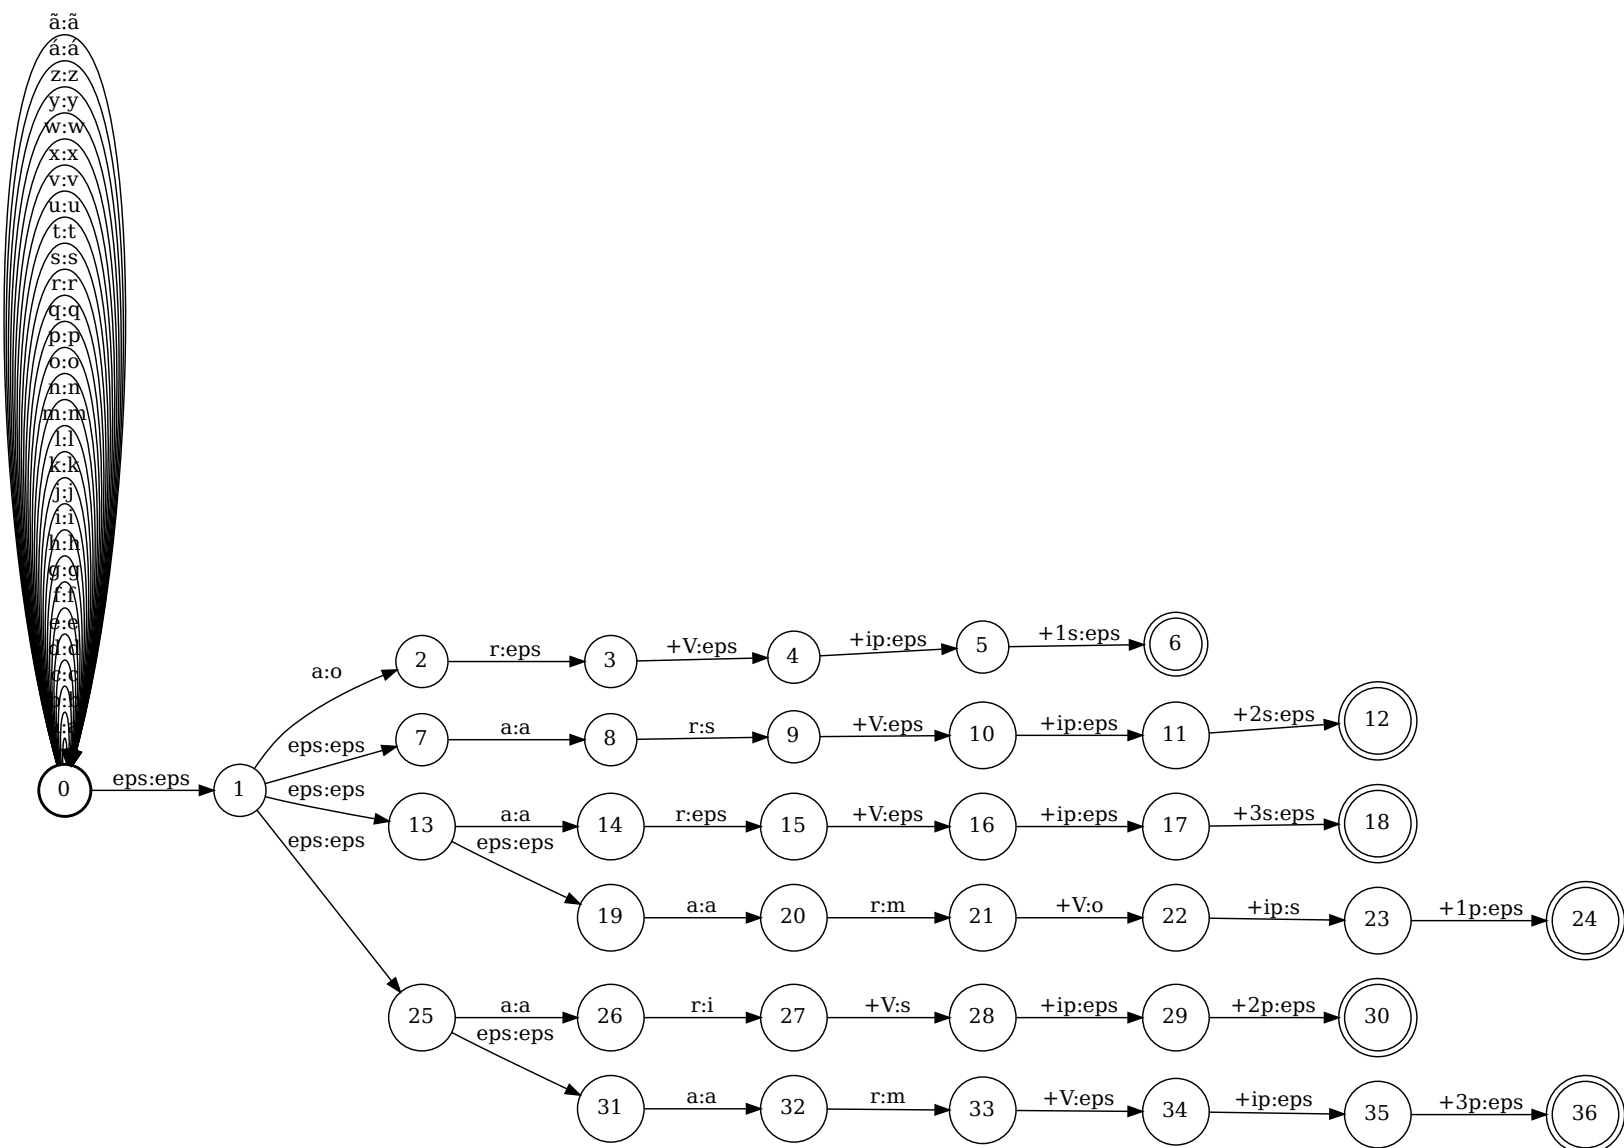 ã:ã
á:á
z:z
y:y
w:w
x:x
v:v
u:u
t:t
s:s
r:r
q:q
p:p
o:o
n:n
m:m
l:l
k:k
j:j
i:i
h:h
g:g
f:f
e:e
d:d
c:c
b:b
0 eps:eps 1
a:o 2 r:eps 3 +V:eps 4 +ip:eps 5 +1s:eps 6
eps:eps 7 a:a 8 r:s 9 +V:eps 10 +ip:eps 11 +2s:eps 12
eps:eps 13 a:a 14 r:eps 15 +V:eps 16 +ip:eps 17 +3s:eps 18
eps:eps 19 a:a 20 r:m 21 +V:o 22 +ip:s 23 +1p:eps 24
eps:eps 25 a:a 26 r:i 27 +V:s 28 +ip:eps 29 +2p:eps 30
eps:eps 31 a:a 32 r:m 33 +V:eps 34 +ip:eps 35 +3p:eps 36